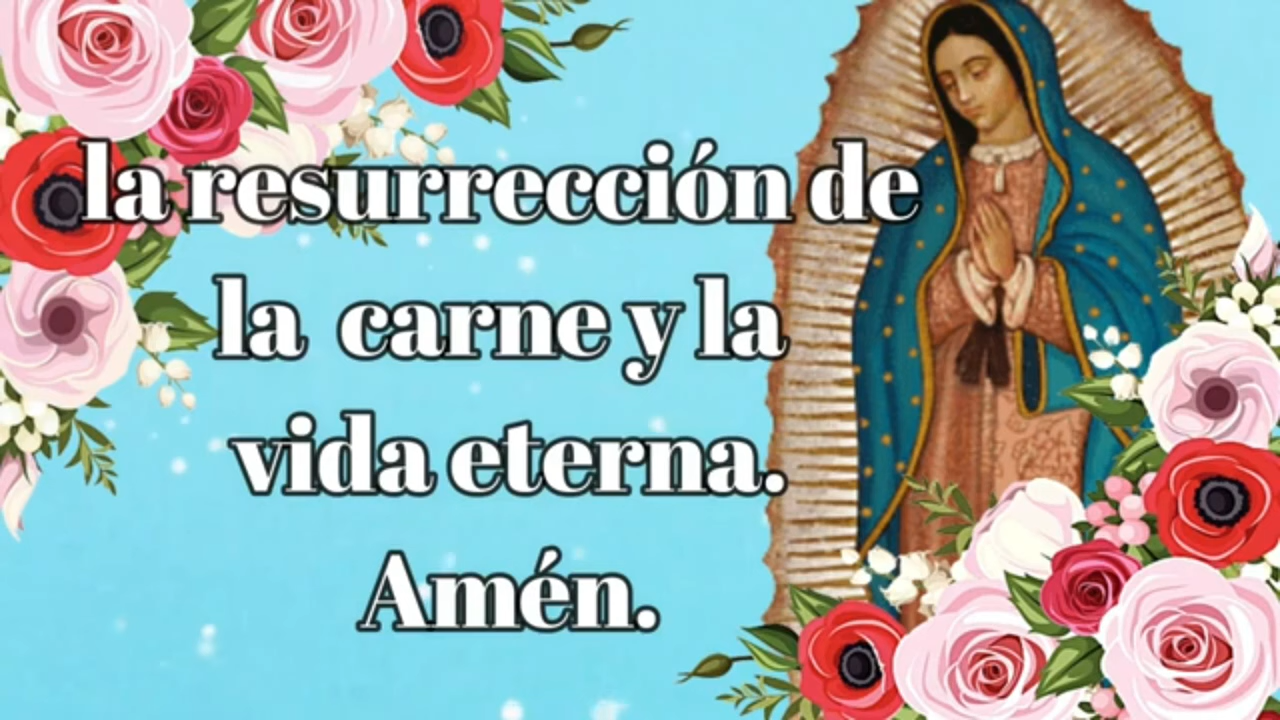 la resurrección de
la carne y la
vida eterna.
Amén.